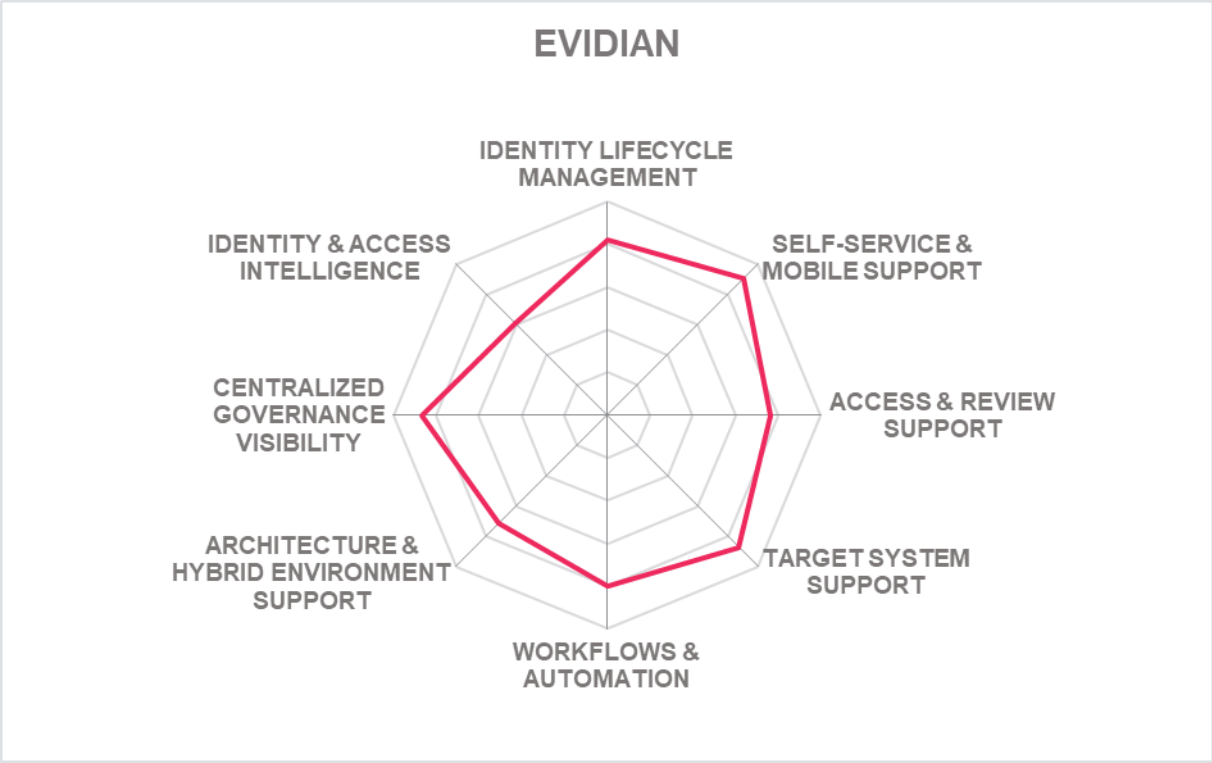 EVIDIAN
IDENTITY LIFECYCLE
MANAGEMENT
SELF-SERVICE &
MOBILE SUPPORT
ACCESS & REVIEW
SUPPORT
TARGET SYSTEM
SUPPORT
WORKFLOWS &
AUTOMATION
ARCHITECTURE &
HYBRID ENVIRONMENT
SUPPORT
CENTRALIZED
GOVERNANCE
VISIBILITY
IDENTITY & ACCESS
INTELLIGENCE